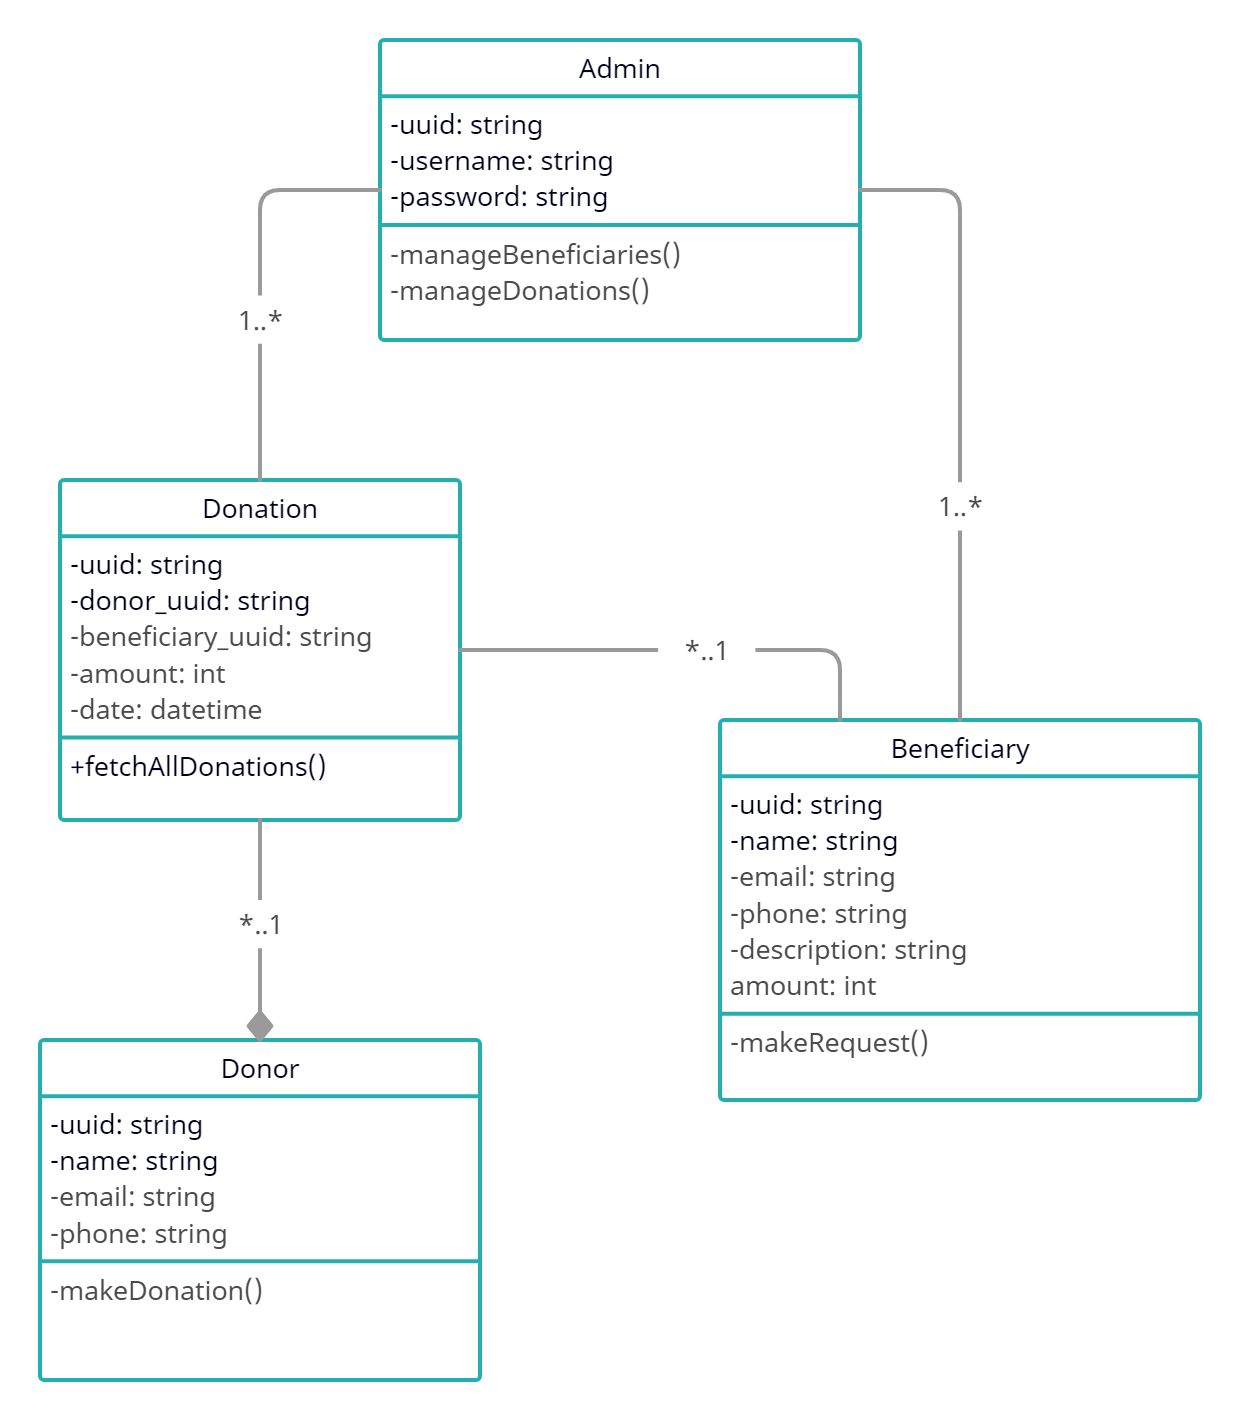 Admin
-uuid: string
-username: string
-password: string
-manageBeneficiaries()
-manageDonations()
1..*
1..*
Donation
-uuid: string
-donor_uuid: string
-beneficiary_uuid: string
-amount: int
-date: datetime
+fetchAllDonations()
*..1
Beneficiary
-uuid: string
-name: string
-email: string
-phone: string
-description: string
amount: int
-makeRequest()
*..1
Donor
-uuid: string
-name: string
-email: string
-phone: string
-makeDonation()